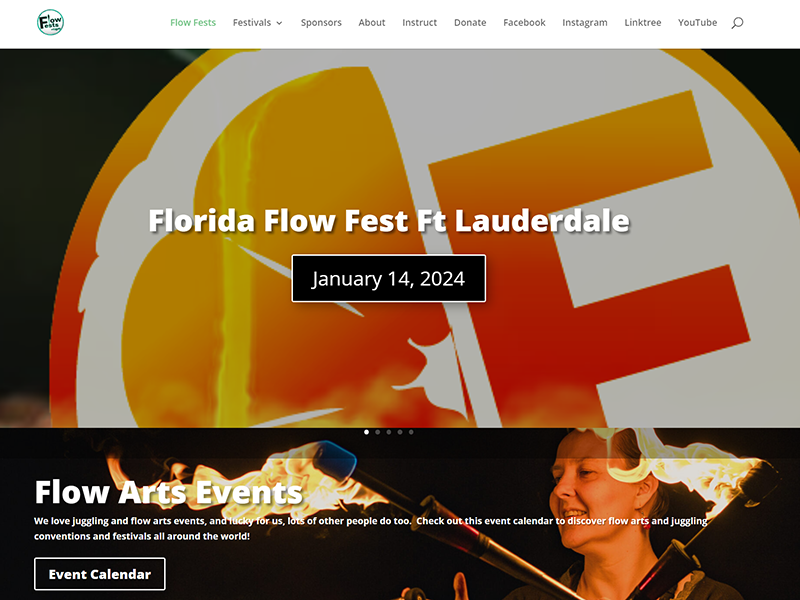 Flow Fests
Flow Fests Festivals Sponsors About Instruct Donate Facebook Instagram Linktree YouTube
Florida Flow Fest Ft Lauderdale
January 14, 2024
Flow Arts Events
We love juggling and flow arts events, and lucky for us, lots of other people do too. Check out this event calendar to discover flow arts and juggling
conventions and festivals all around the world!
Event Calendar